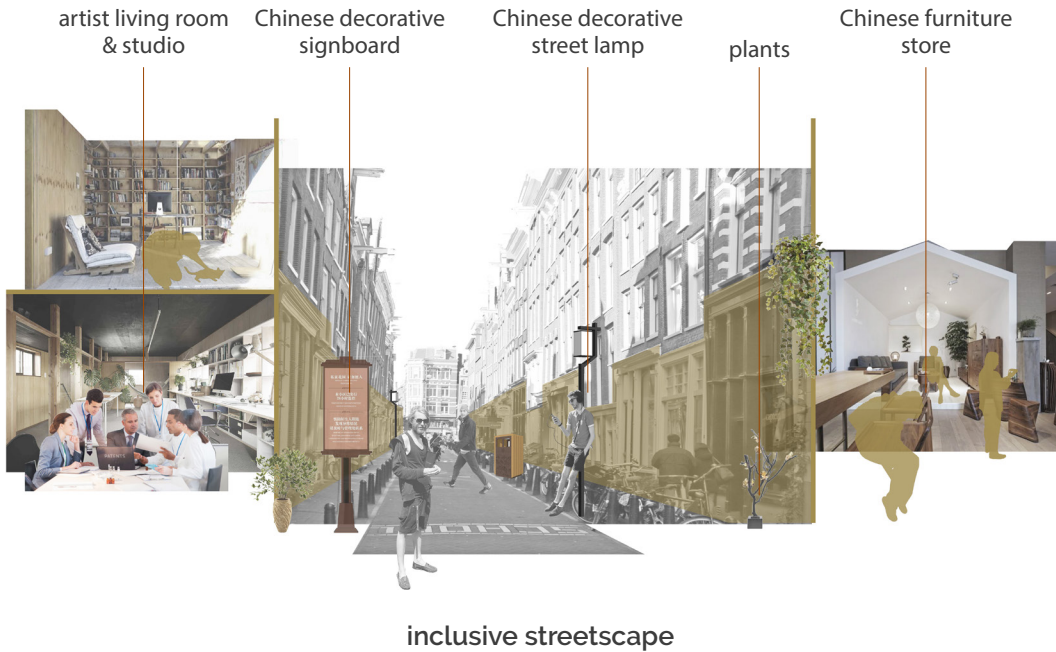 artist living room
& studio
Chinese decorative
signboard
Chinese decorative
street lamp
plants
Chinese furniture
store
inclusive streetscape